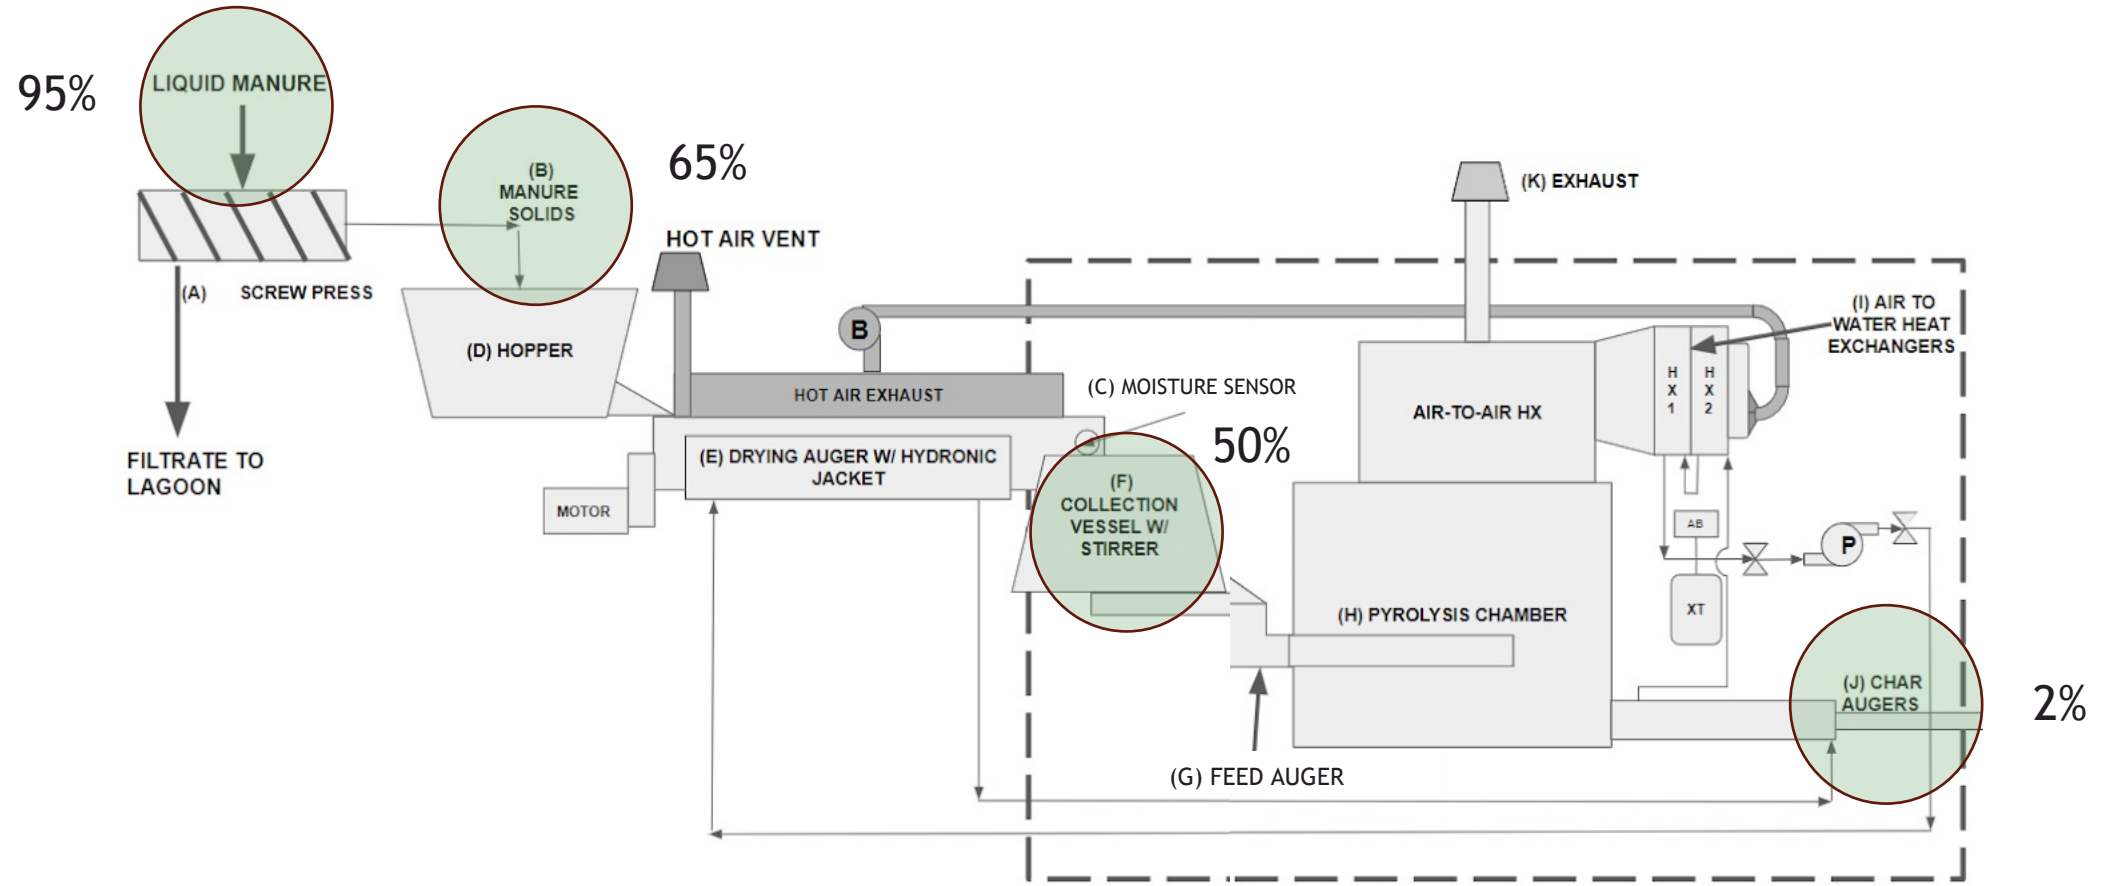 95%
LIQUID MANURE
(B)
MANURE
SOLIDS
65%
(K) EXHAUST
HOT AIR VENT
(A) SCREW PRESS
(D) HOPPER
B
(I) AIR TO
WATER HEAT
EXCHANGERS
HOT AIR EXHAUST
(C) MOISTURE SENSOR
AIR-TO-AIR HX
H
X
1
H
X
2
FILTRATE TO
LAGOON
(E) DRYING AUGER W/ HYDRONIC
JACKET
50%
(F)
COLLECTION
VESSEL W/
STIRRER
MOTOR
AB
P
XT
(H) PYROLYSIS CHAMBER
(J) CHAR
AUGERS
2%
(G) FEED AUGER